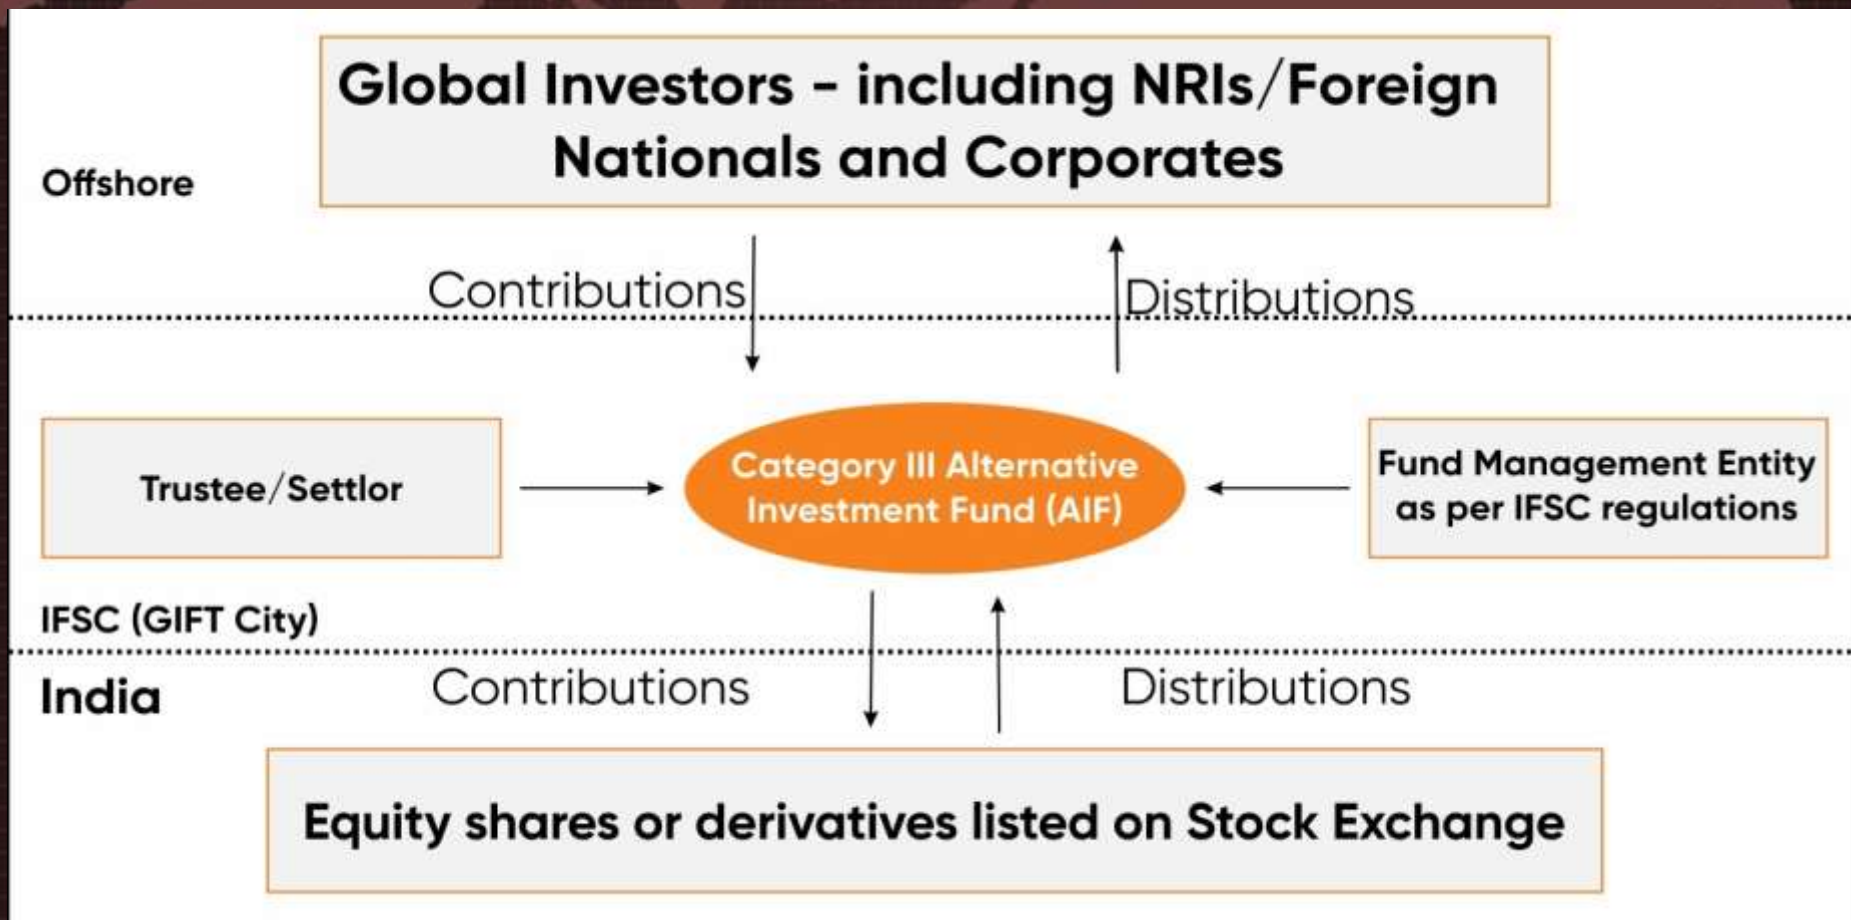 Global Investors - including NRIs/Foreign
Nationals and Corporates
Offshore
Contributions
Distributions
Trustee/Settlor
Category III Alternative
Investment Fund (AIF)
Fund Management Entity
as per IFSC regulations
IFSC (GIFT City)
India
Contributions
Distributions
Equity shares or derivatives listed on Stock Exchange